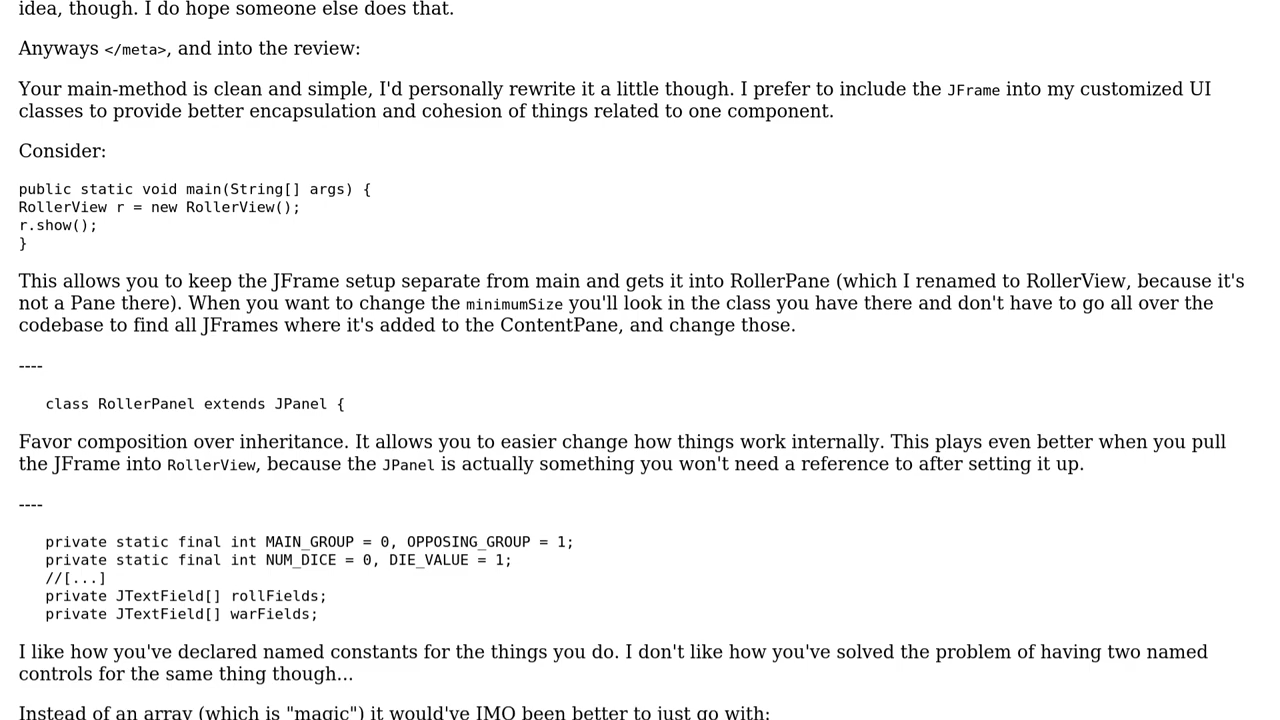 idea, though. I do hope someone else does that.
Anyways </meta>, and into the review:
Your main-method is clean and simple, I'd personally rewrite it a little though. I prefer to include the JFrame into my customized UI
classes to provide better encapsulation and cohesion of things related to one component.
Consider:
public static void main(String[] args) {
RollerView r = new RollerView();
r.show();
}
This allows you to keep the JFrame setup separate from main and gets it into RollerPane (which I renamed to RollerView, because it's
not a Pane there). When you want to change the minimumSize you'll look in the class you have there and don't have to go all over the
codebase to find all JFrames where it's added to the ContentPane, and change those.
----
class RollerPanel extends JPanel {
Favor composition over inheritance. It allows you to easier change how things work internally. This plays even better when you pull
the JFrame into RollerView, because the JPanel is actually something you won't need a reference to after setting it up.
----
private static final int MAIN_GROUP = 0, OPPOSING_GROUP = 1;
private static final int NUM_DICE = 0, DIE_VALUE = 1;
//[...]
private JTextField[] rollFields;
private JTextField[] warFields;
I like how you've declared named constants for the things you do. I don't like how you've solved the problem of having two named
controls for the same thing though...
Instead of an array (which is "magic") it would've IMO been better to just go with: